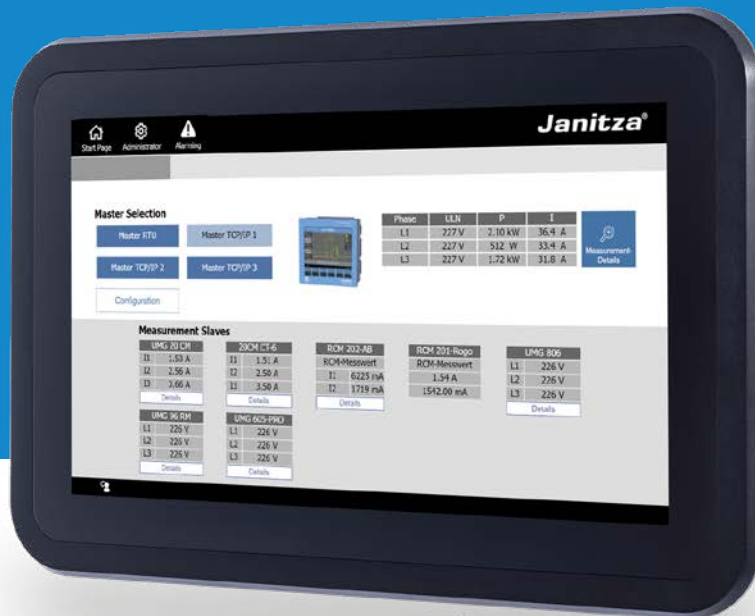 Janitza®
Start Page Administrator Alarming
Master Selection
Master RTU Master TCP/IP 1
Master TCP/IP 2 Master TCP/IP 3
Configuration
Phase ULN P I
L1 227 V 2.10 kW 36.4 A
L2 227 V 512 W 33.4 A
L3 227 V 1.72 kW 31.8 A
Measurement-
Details
Measurement Slaves
UMG 20 CM
I1 1.53 A
I2 2.56 A
I3 3.66 A
Details
20CM CT-6
I1 1.51 A
I2 2.50 A
I3 3.50 A
Details
RCM 202-AB
RCM-Messwert
I1 6225 mA
I2 1719 mA
Details
RCM 201-Rogo
RCM-Messwert
1.54 A
1542.00 mA
UMG 806
L1 226 V
L2 226 V
L3 226 V
Details
UMG 96 RM
L1 226 V
L2 226 V
L3 226 V
Details
UMG 605-PRO
L1 226 V
L2 226 V
L3 226 V
Details